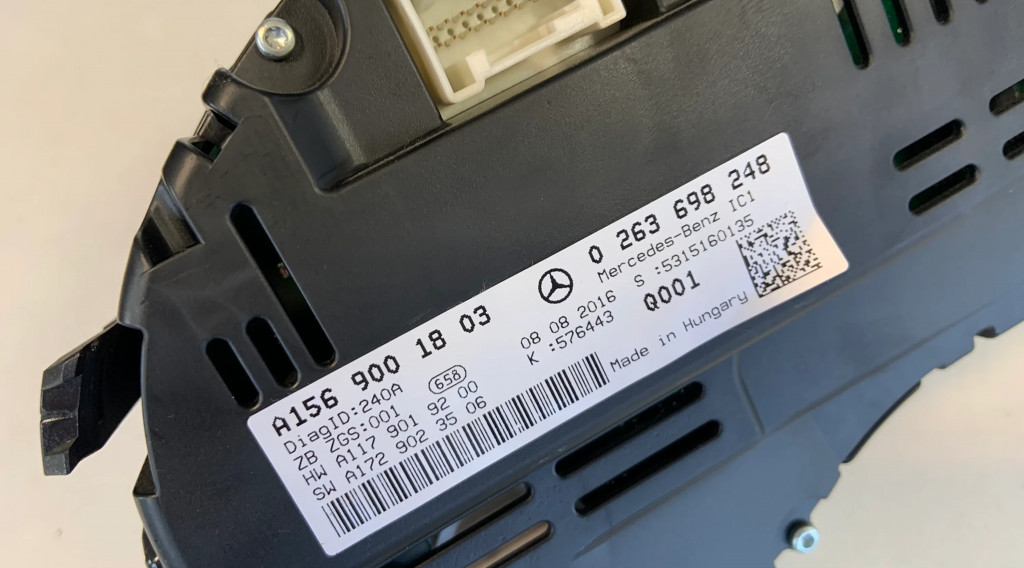 A156 900 18 03
0 263 698 248
DiagID:240A
658
08 08 2016
Mercedes-Benz IC1
ZB ZGS:001
K :576443
S :5315160135
HW A117 901 92 00
Q001
SW A172 902 35 06
Made in Hungary